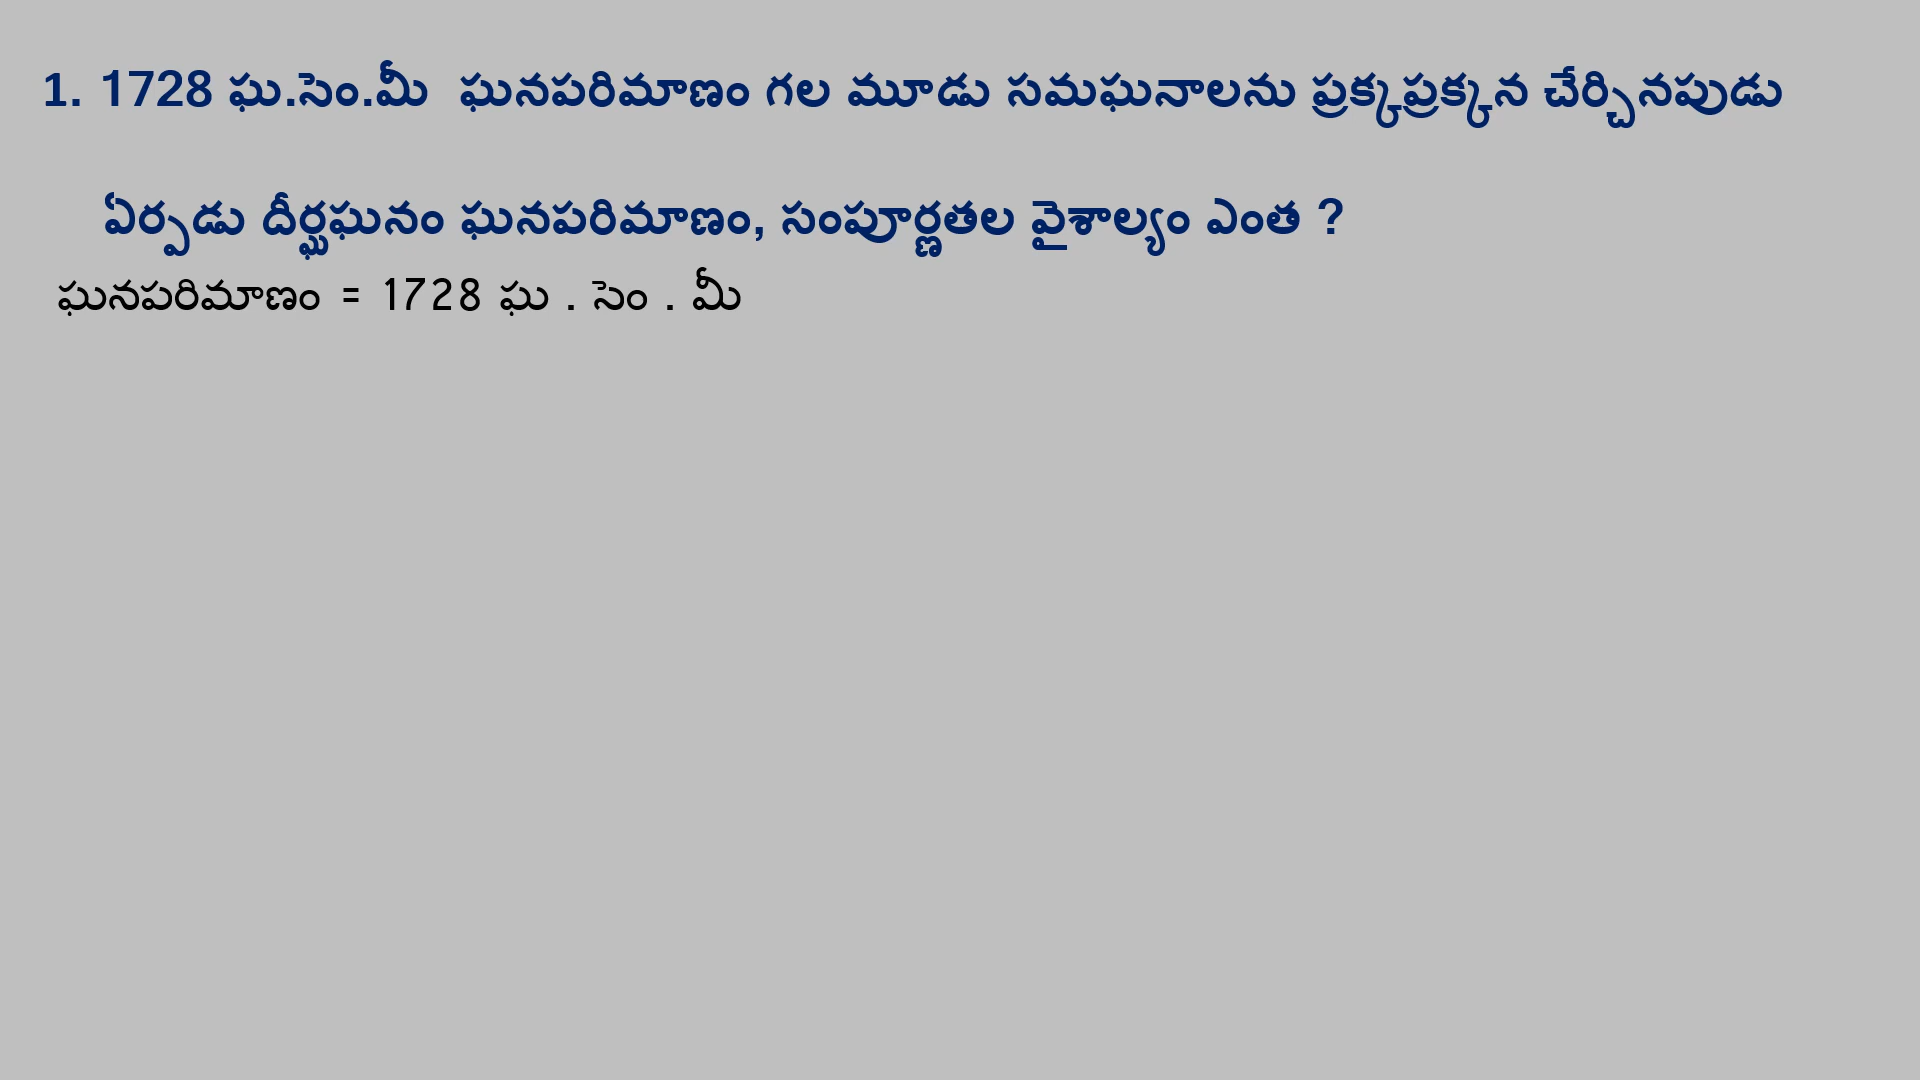 1. 1728 ఘ.సెం.మీ  ఘనపరిమాణం గల మూడు సమఘనాలను ప్రక్కప్రక్కన చేర్చినపుడు
ఏర్పడు దీర్ఘఘనం ఘనపరిమాణం, సంపూర్ణతల వైశాల్యం ఎంత ?
ఘనపరిమాణం = 1728 ఘ . సెం . మీ